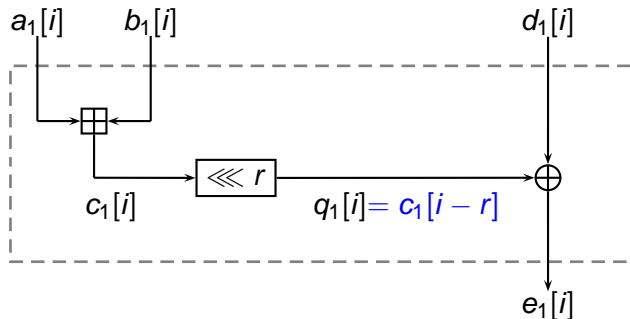 a₁[i] b₁[i] d₁[i]
⋘ r
c₁[i] q₁[i]= c₁[i − r]
e₁[i]